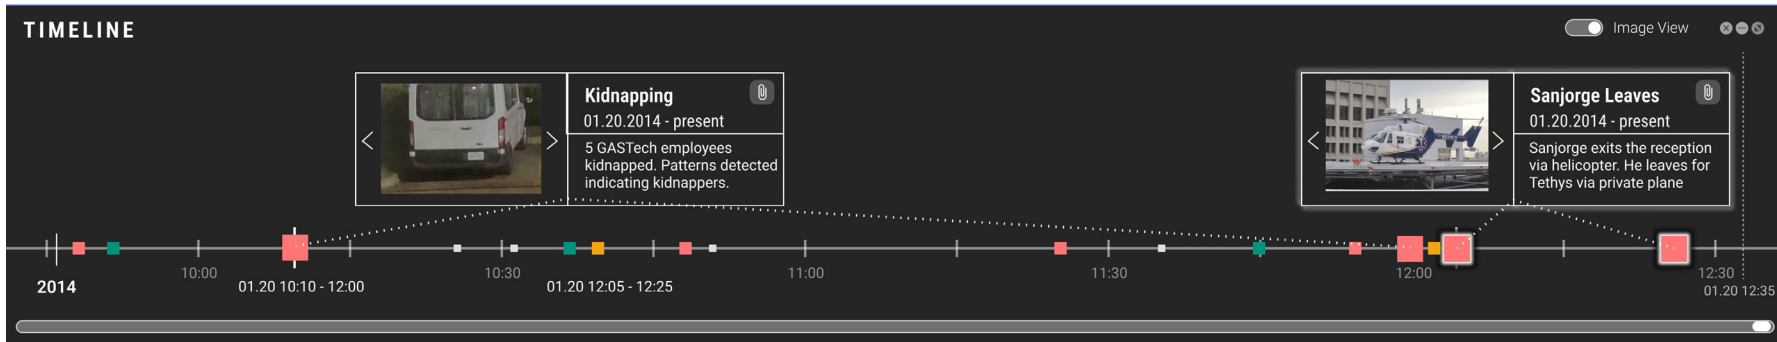 TIMELINE
Image View
Kidnapping
01.20.2014 - present
5 GASTech employees
kidnapped. Patterns detected
indicating kidnappers.
Sanjorge Leaves
01.20.2014 - present
Sanjorge exits the reception
via helicopter. He leaves for
Tethys via private plane
10:00
10:30
11:00
11:30
12:00
12:30
2014
01.20 10:10 - 12:00
01.20 12:05 - 12:25
01.20 12:35